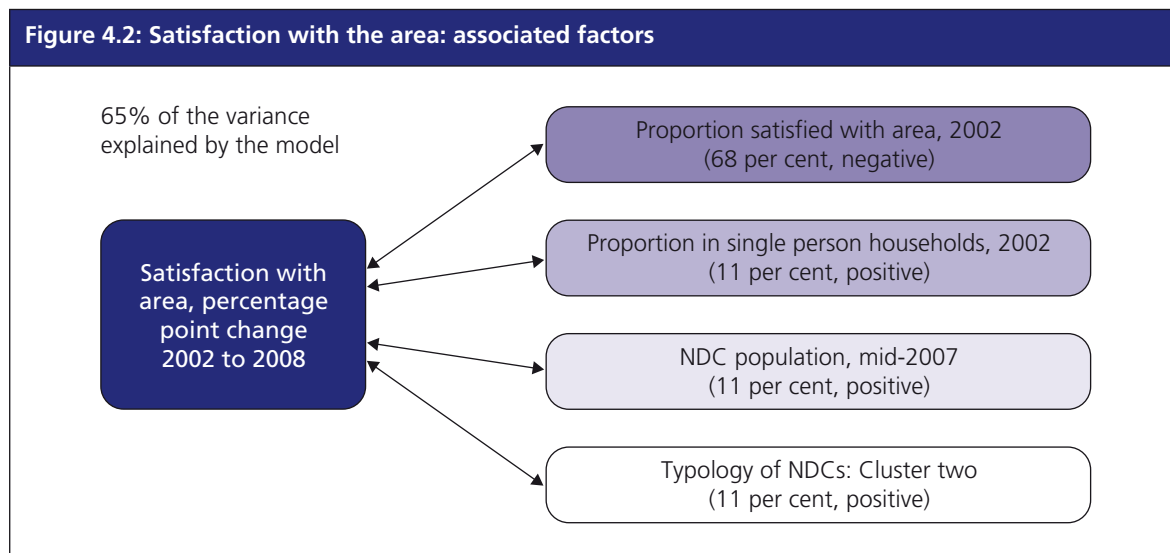 Figure 4.2: Satisfaction with the area: associated factors
65% of the variance
explained by the model
Satisfaction with
area, percentage
point change
2002 to 2008
Proportion satisfied with area, 2002
(68 per cent, negative)
Proportion in single person households, 2002
(11 per cent, positive)
NDC population, mid-2007
(11 per cent, positive)
Typology of NDCs: Cluster two
(11 per cent, positive)